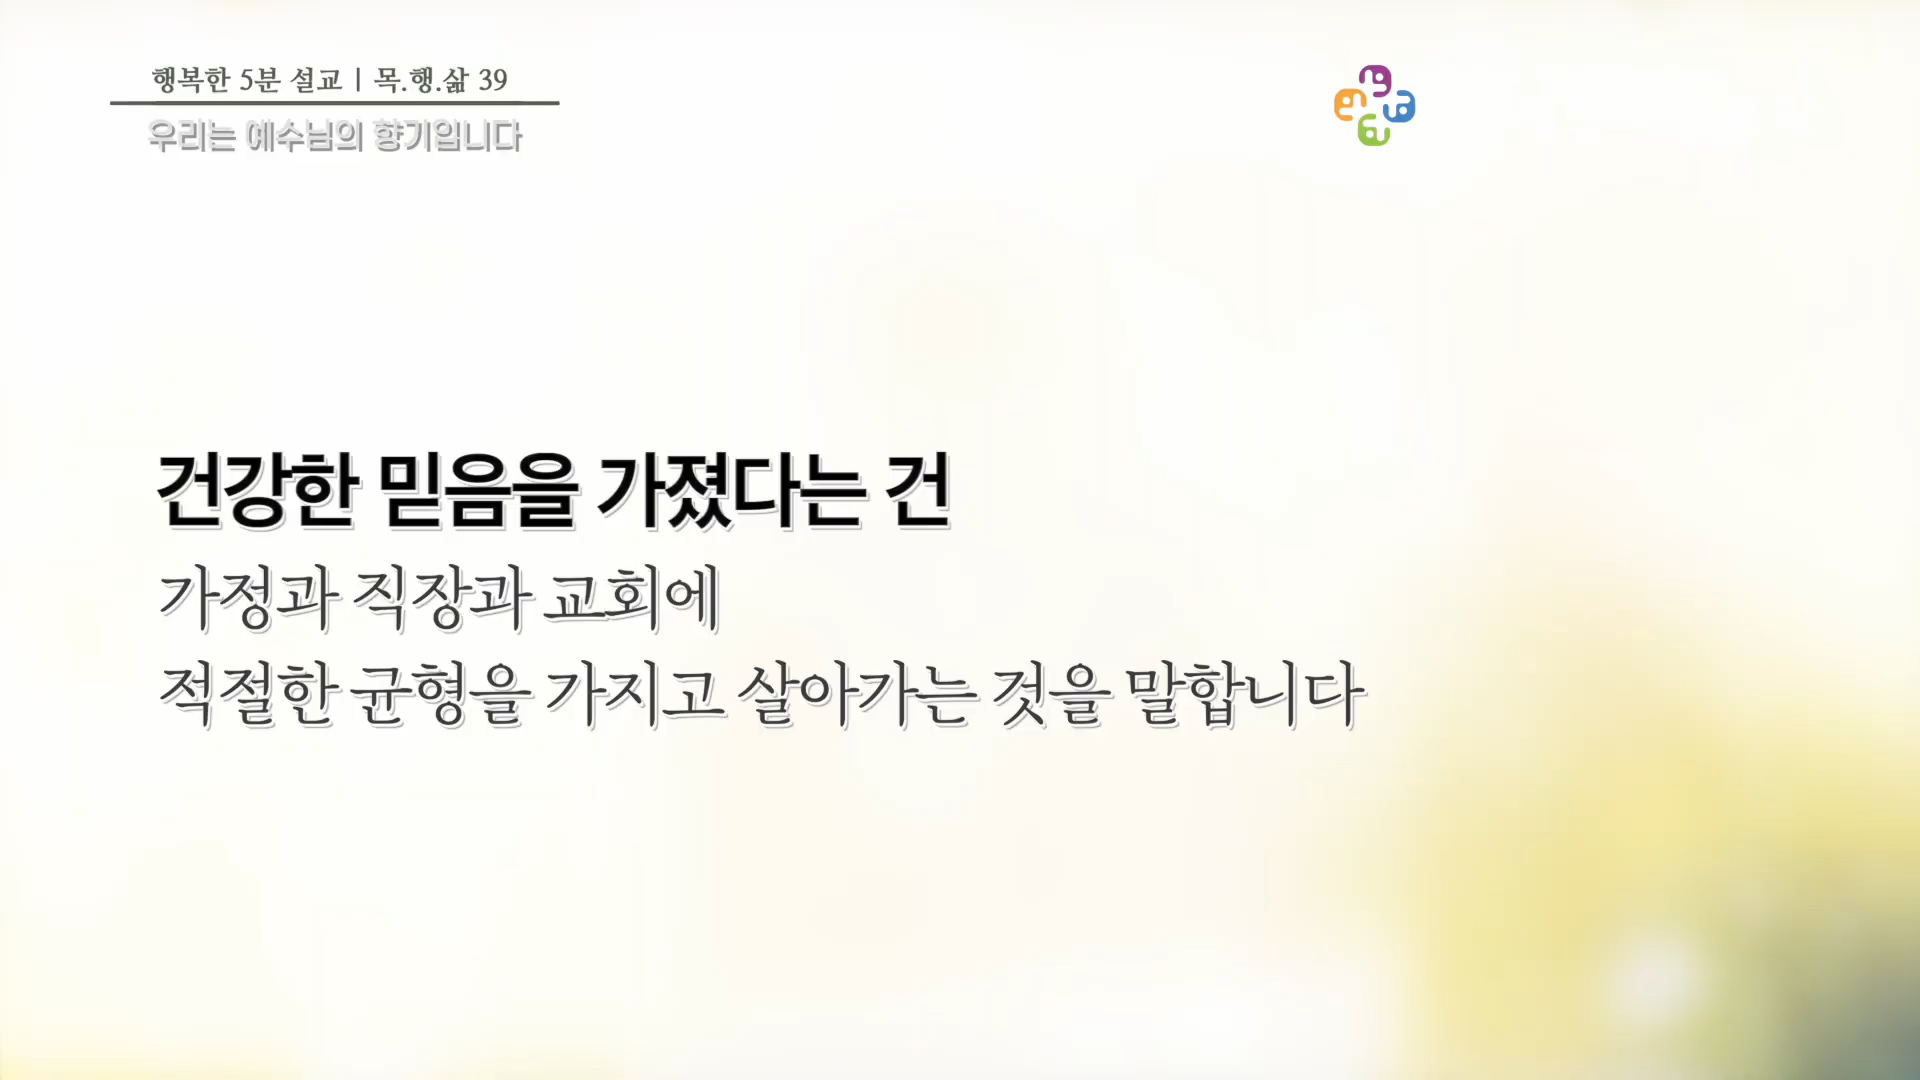 행복한 5분 설교 | 목.행.삶 39
우리는 예수님의 향기입니다
건강한 믿음을 가졌다는 건
가정과 직장과 교회에
적절한 균형을 가지고 살아가는 것을 말합니다